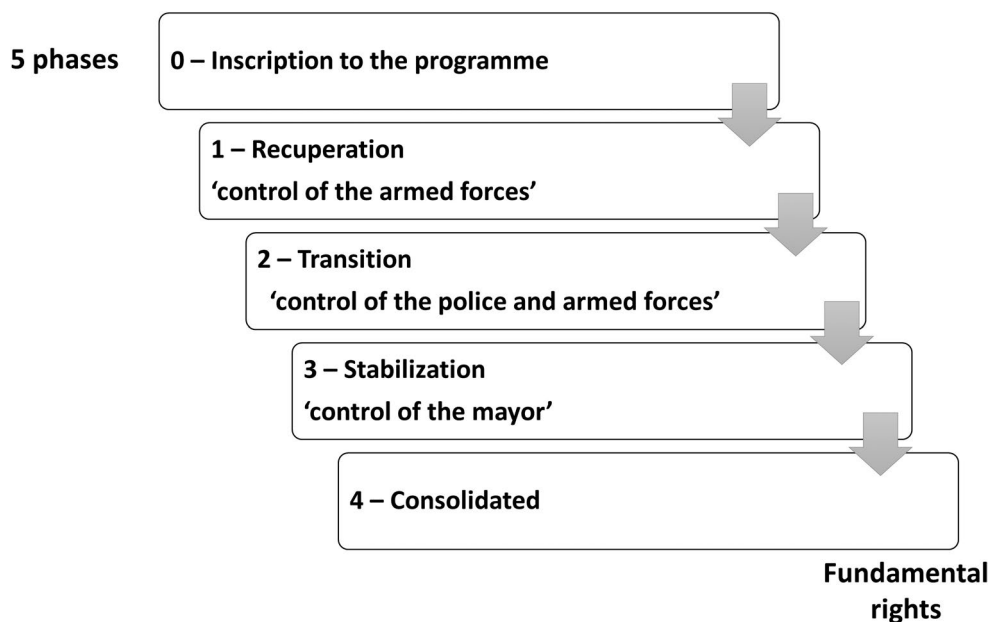 5 phases
0 – Inscription to the programme
1 – Recuperation
‘control of the armed forces’
2 – Transition
‘control of the police and armed forces’
3 – Stabilization
‘control of the mayor’
4 – Consolidated
Fundamental
rights